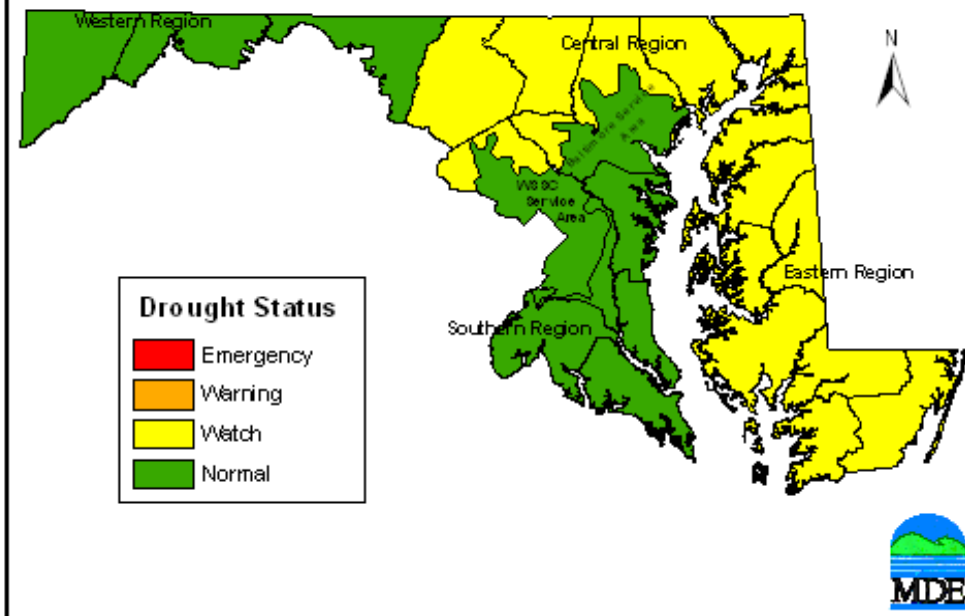 Western Region
Central Region
N
Baltimore Service
Area
WSSC
Service
Area
Eastern Region
Southern Region
Drought Status
Emergency
Warning
Watch
Normal
MDE